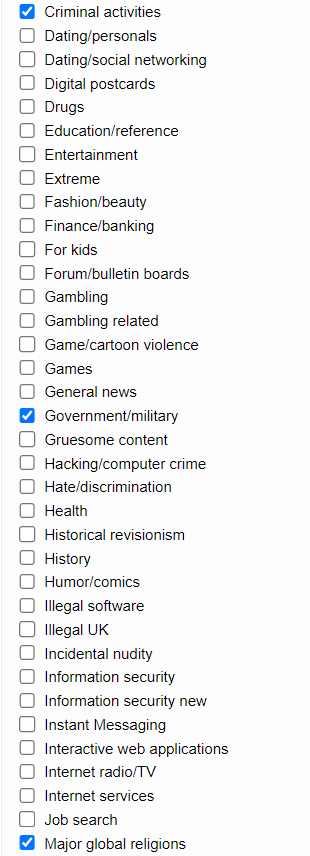 Criminal activities
Dating/personals
Dating/social networking
Digital postcards
Drugs
Education/reference
Entertainment
Extreme
Fashion/beauty
Finance/banking
For kids
Forum/bulletin boards
Gambling
Gambling related
Game/cartoon violence
Games
General news
Government/military
Gruesome content
Hacking/computer crime
Hate/discrimination
Health
Historical revisionism
History
Humor/comics
Illegal software
Illegal UK
Incidental nudity
Information security
Information security new
Instant Messaging
Interactive web applications
Internet radio/TV
Internet services
Job search
Major global religions